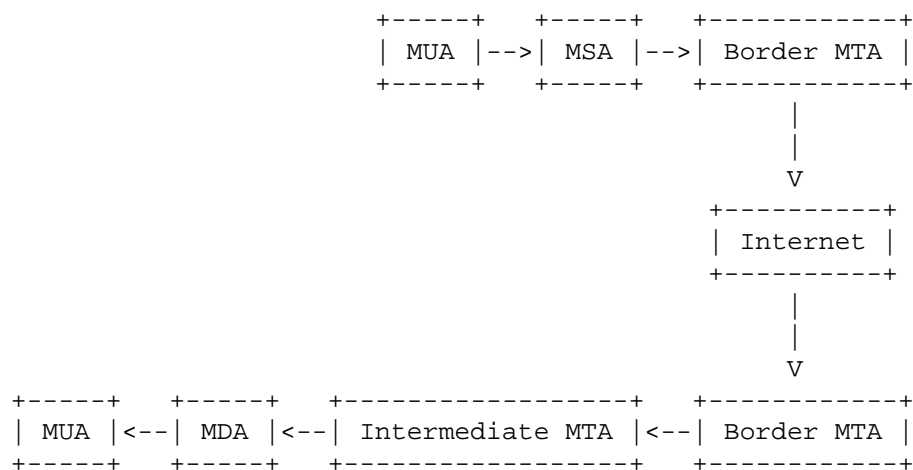 MUA MSA Border MTA
Internet
MUA MDA Intermediate MTA Border MTA